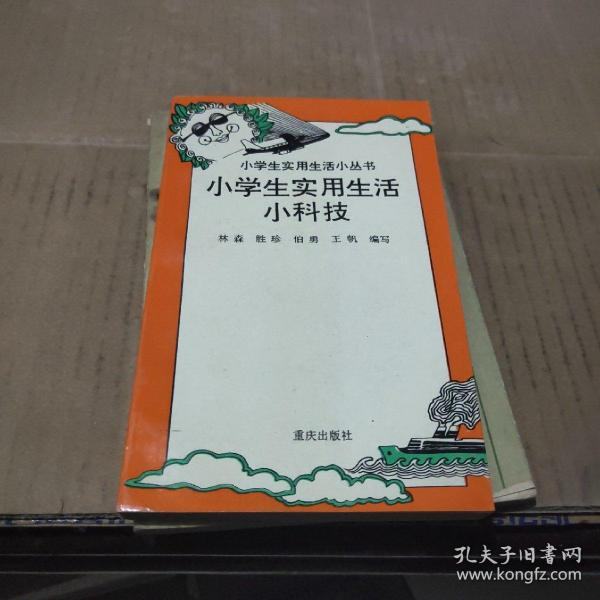 小学生实用生活小丛书
小学生实用生活
小科技
林森 胜珍 伯勇 王帆 编写
重庆出版社
孔夫子旧书网
www.kongfz.com